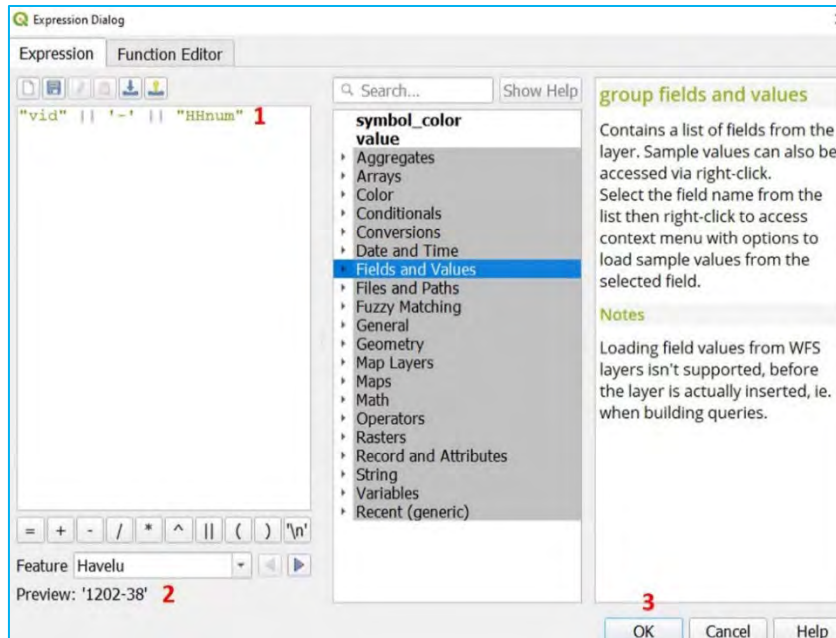 Expression Dialog
Expression Function Editor
"vid" || '-' || "HHnum" 1
Search... Show Help
symbol_color
value
Aggregates
Arrays
Color
Conditionals
Conversions
Date and Time
Fields and Values
Files and Paths
Fuzzy Matching
General
Geometry
Map Layers
Maps
Math
Operators
Rasters
Record and Attributes
String
Variables
Recent (generic)
group fields and values
Contains a list of fields from the
layer. Sample values can also be
accessed via right-click.
Select the field name from the
list then right-click to access
context menu with options to
load sample values from the
selected field.
Notes
Loading field values from WFS
layers isn't supported, before
the layer is actually inserted, ie.
when building queries.
= + - / * ^ || ( ) '\n'
Feature Havelu
Preview: '1202-38' 2
3
OK Cancel Help